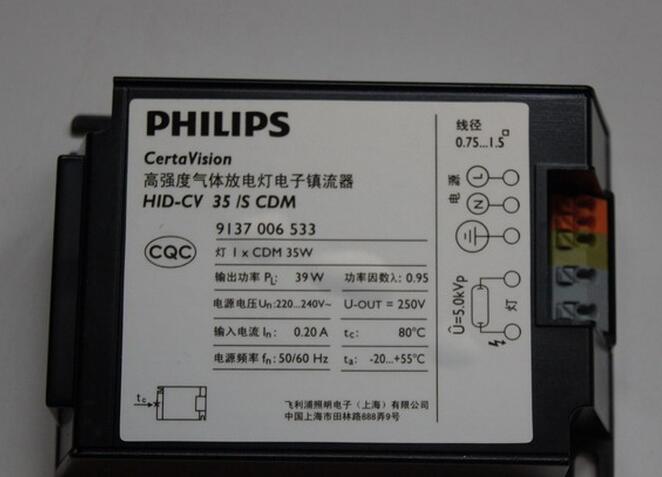 PHILIPS
CertaVision
高强度气体放电灯电子镇流器
HID-CV 35 /S CDM
9137 006 533
CQC
灯 1 x CDM 35W
输出功率 PL: 39 W 功率因数λ: 0.95
电源电压Un: 220...240V~ U-OUT = 250V
输入电流 In: 0.20 A tc: 80°C
电源频率 fn: 50/60 Hz ta: -20...+55°C
tc
飞利浦照明电子（上海）有限公司
中国上海市田林路888弄9号
线径
0.75...1.5□
电源
L
N
Û=5.0kVp
灯